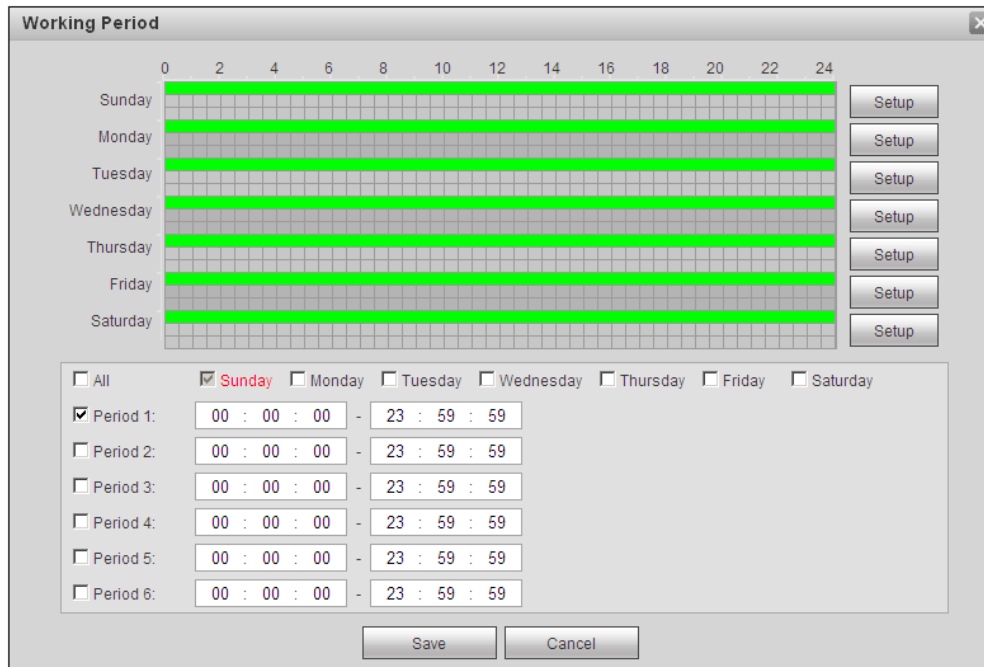 Working Period
0 2 4 6 8 10 12 14 16 18 20 22 24
Sunday Setup
Monday Setup
Tuesday Setup
Wednesday Setup
Thursday Setup
Friday Setup
Saturday Setup
All Sunday Monday Tuesday Wednesday Thursday Friday Saturday
Period 1: 00 : 00 : 00 - 23 : 59 : 59
Period 2: 00 : 00 : 00 - 23 : 59 : 59
Period 3: 00 : 00 : 00 - 23 : 59 : 59
Period 4: 00 : 00 : 00 - 23 : 59 : 59
Period 5: 00 : 00 : 00 - 23 : 59 : 59
Period 6: 00 : 00 : 00 - 23 : 59 : 59
Save Cancel